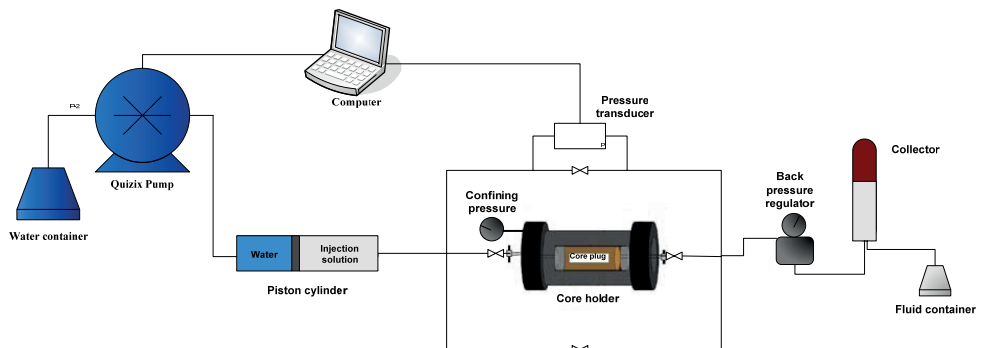 Computer
P-2
Quizix Pump
Water container
Water
Injection
solution
Piston cylinder
Pressure
transducer
P
Confining
pressure
Core plug
Core holder
Back
pressure
regulator
Collector
Fluid container